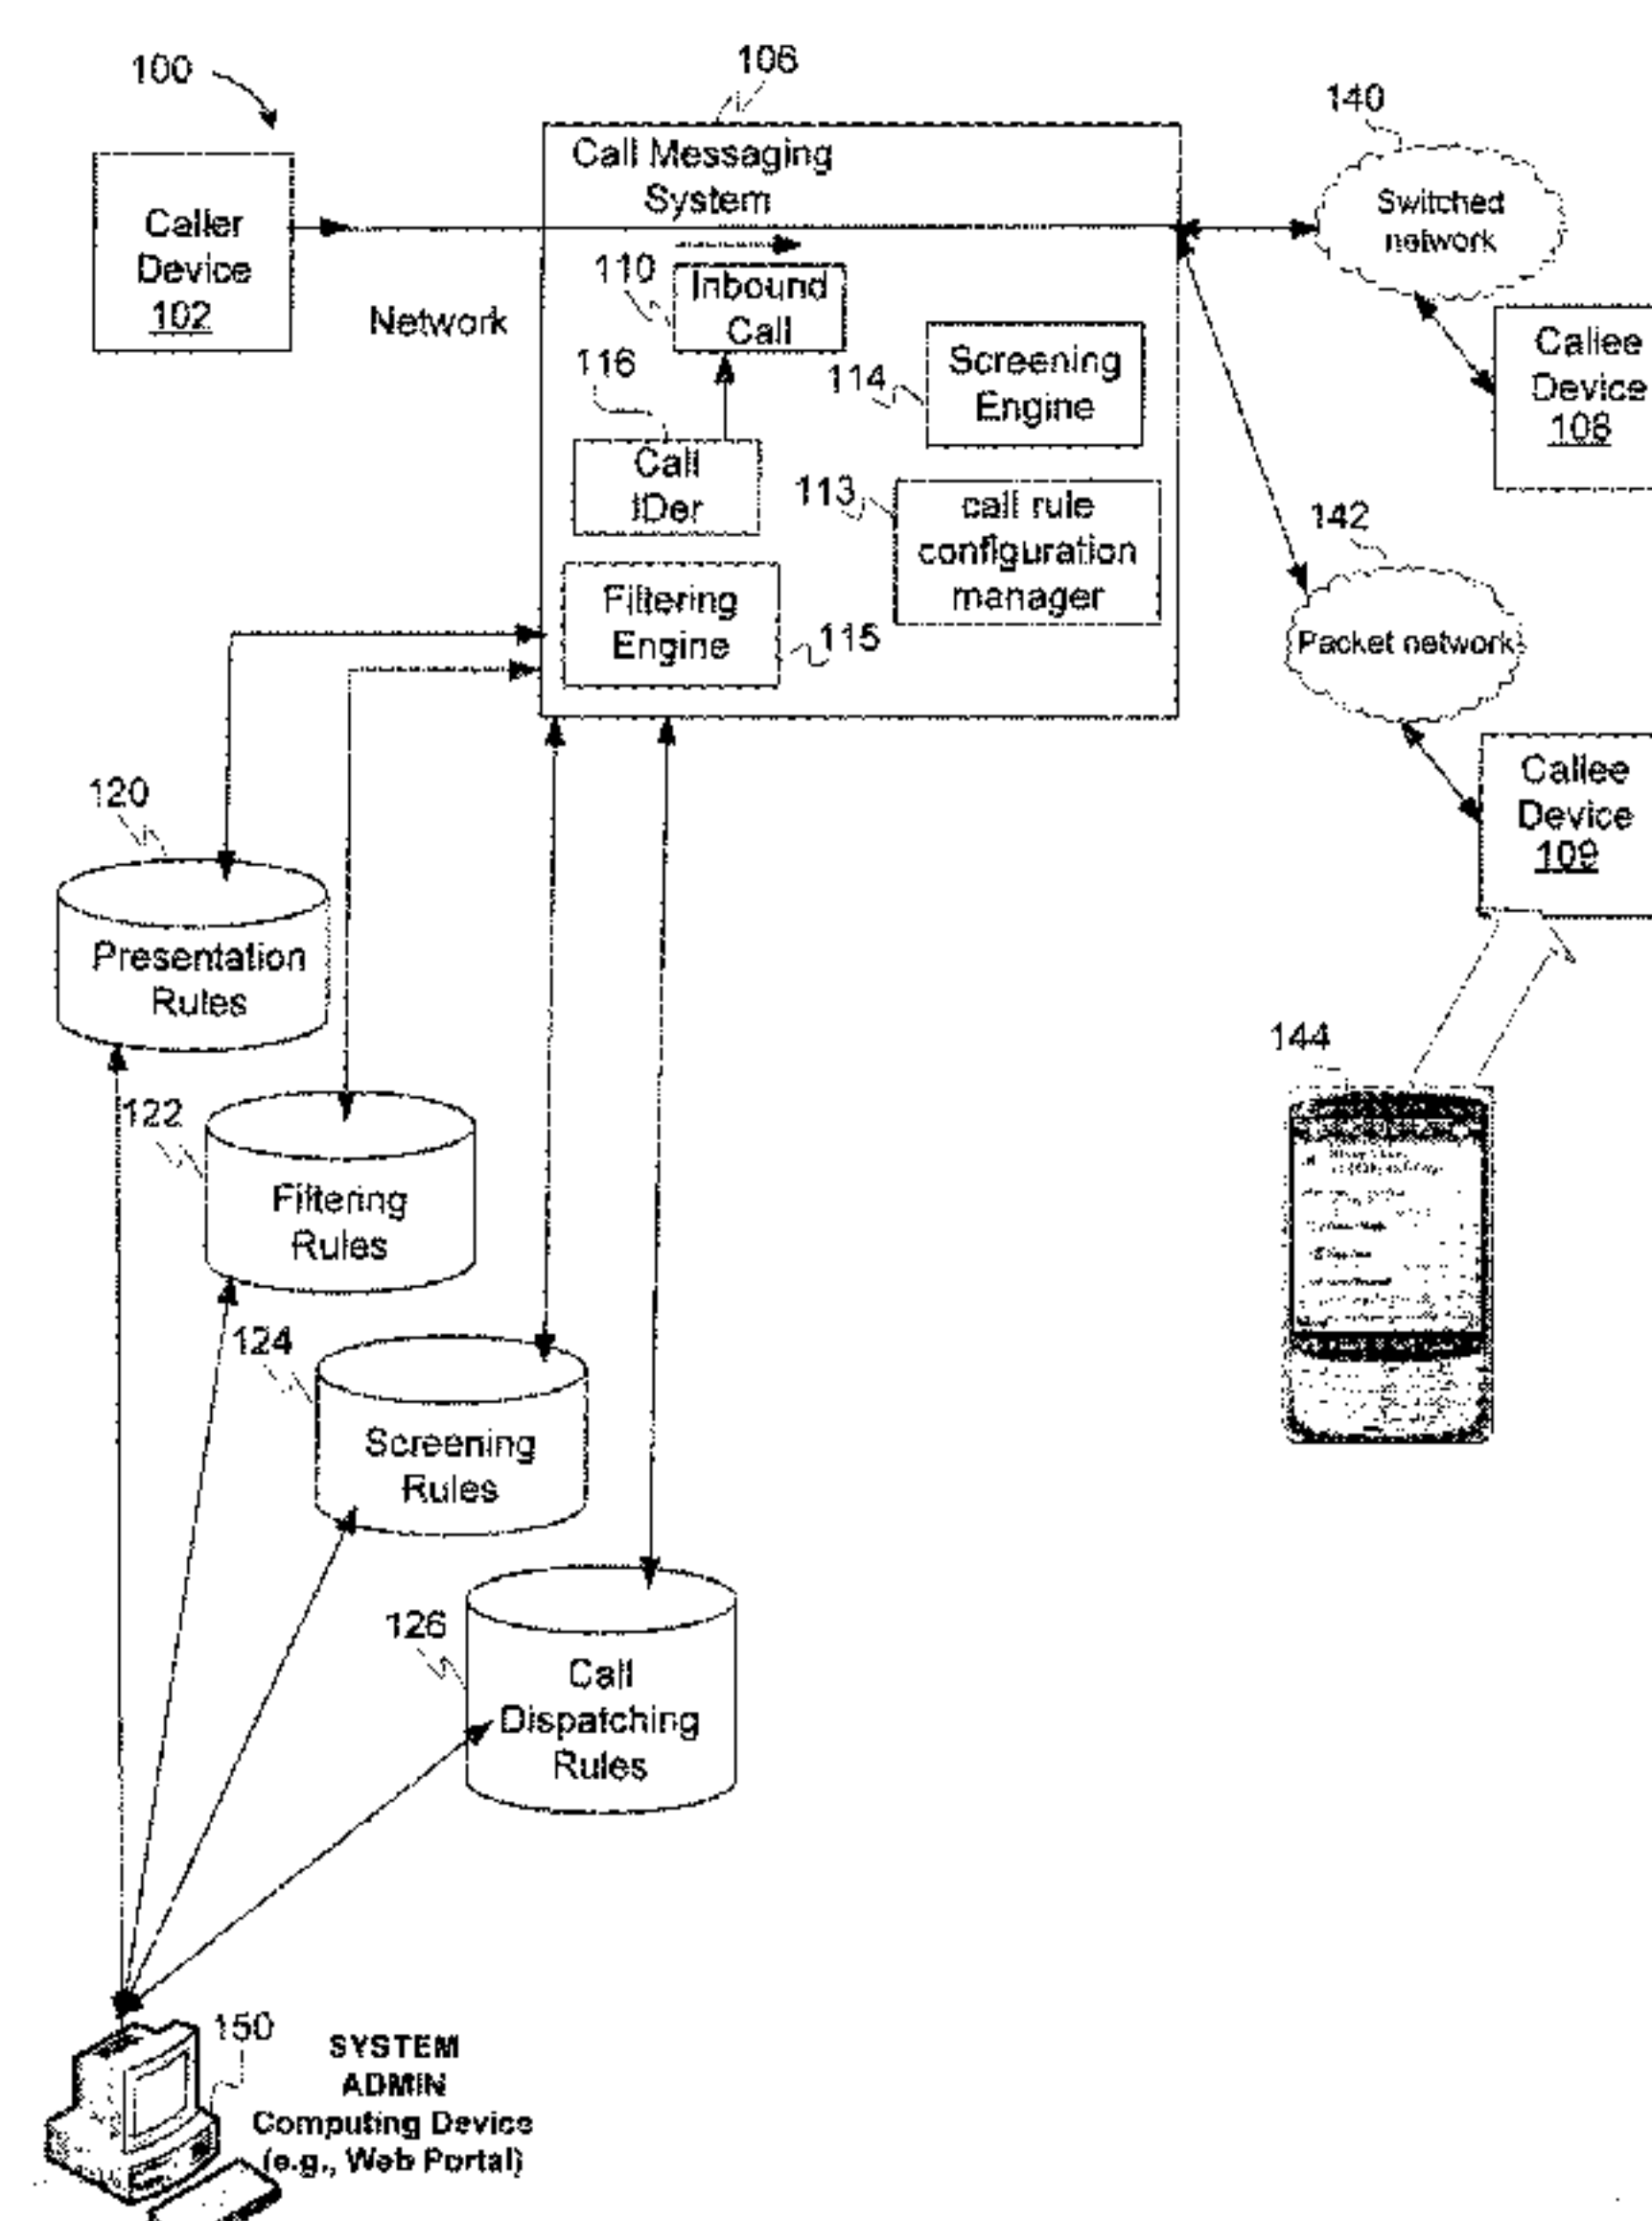 100
106
140
Call Messaging
System
Caller
Device
102
Switched
network
Network
110
Inbound
Call
Callee
Device
108
116
114
Screening
Engine
Call
IDer
113
call rule
configuration
manager
142
Filtering
Engine
115
Packet network
120
Callee
Device
109
Presentation
Rules
144
122
Filtering
Rules
124
Screening
Rules
126
Call
Dispatching
Rules
150
SYSTEM
ADMIN
Computing Device
(e.g., Web Portal)